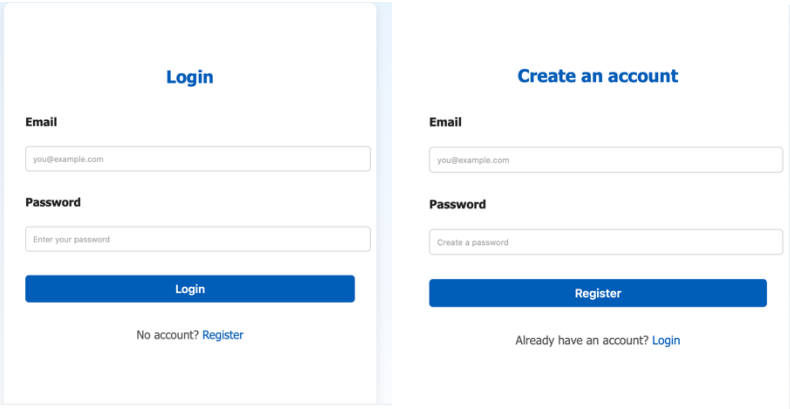 Login
Email
you@example.com
Password
Enter your password
Login
No account? Register
Create an account
Email
you@example.com
Password
Create a password
Register
Already have an account? Login